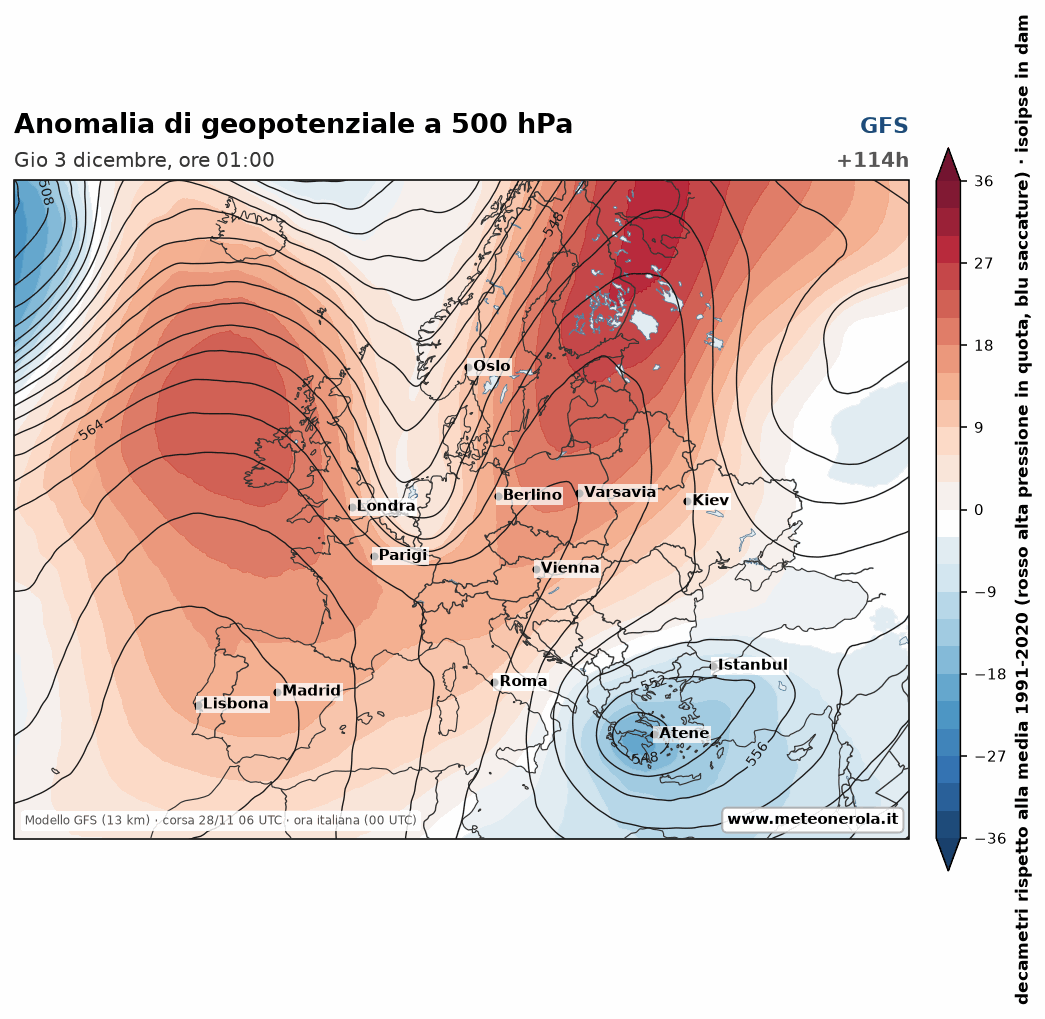 Anomalia di geopotenziale a 500 hPa
GFS
Gio 3 dicembre, ore 01:00
+114h
508
548
564
Oslo
Londra
Berlino
Varsavia
Kiev
Parigi
Vienna
Istanbul
Roma
Madrid
Lisbona
552
Atene
548
556
Modello GFS (13 km) · corsa 28/11 06 UTC · ora italiana (00 UTC)
www.meteonerola.it
36
27
18
9
0
−9
−18
−27
−36
decametri rispetto alla media 1991-2020 (rosso alta pressione in quota, blu saccature) · isoipse in dam